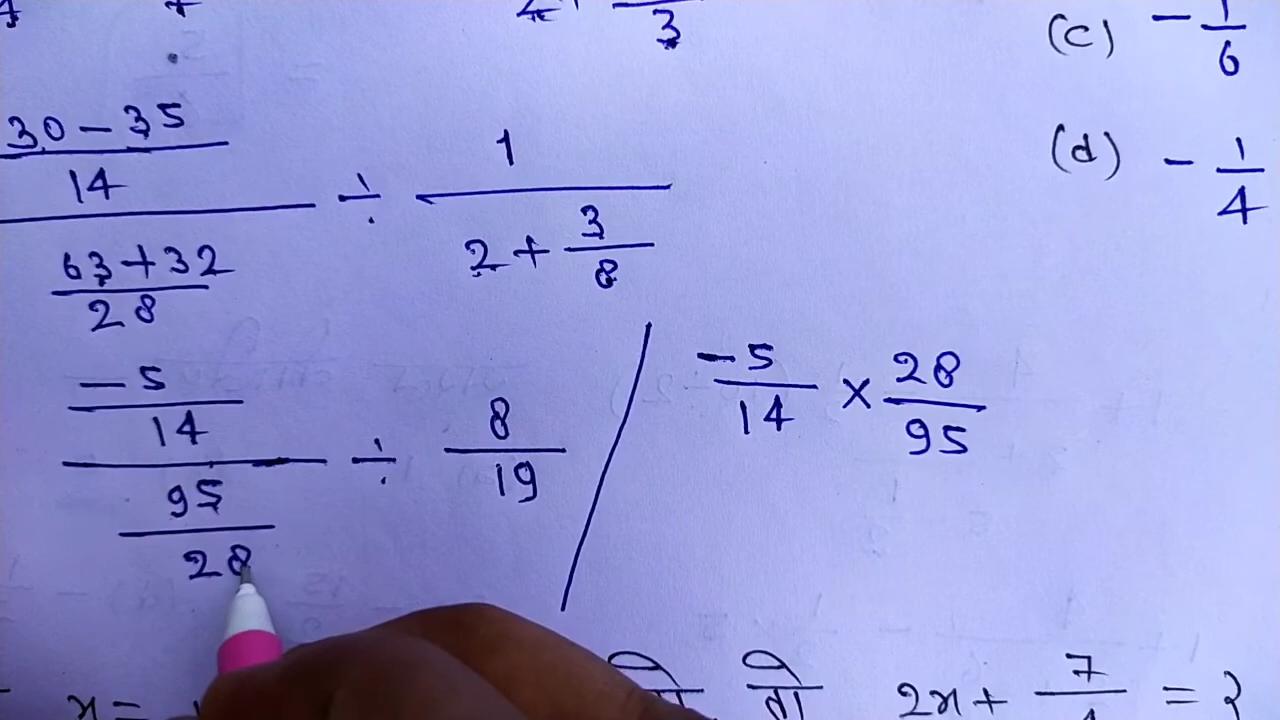 3
(c) -1/6
(30-35)/14 / (63+32)/28 ÷ 1/(2+3/8)
(d) -1/4
(-5/14)/(95/28) ÷ 8/19
-5/14 × 28/95
x=
तो 2x+ 7/4 = ?